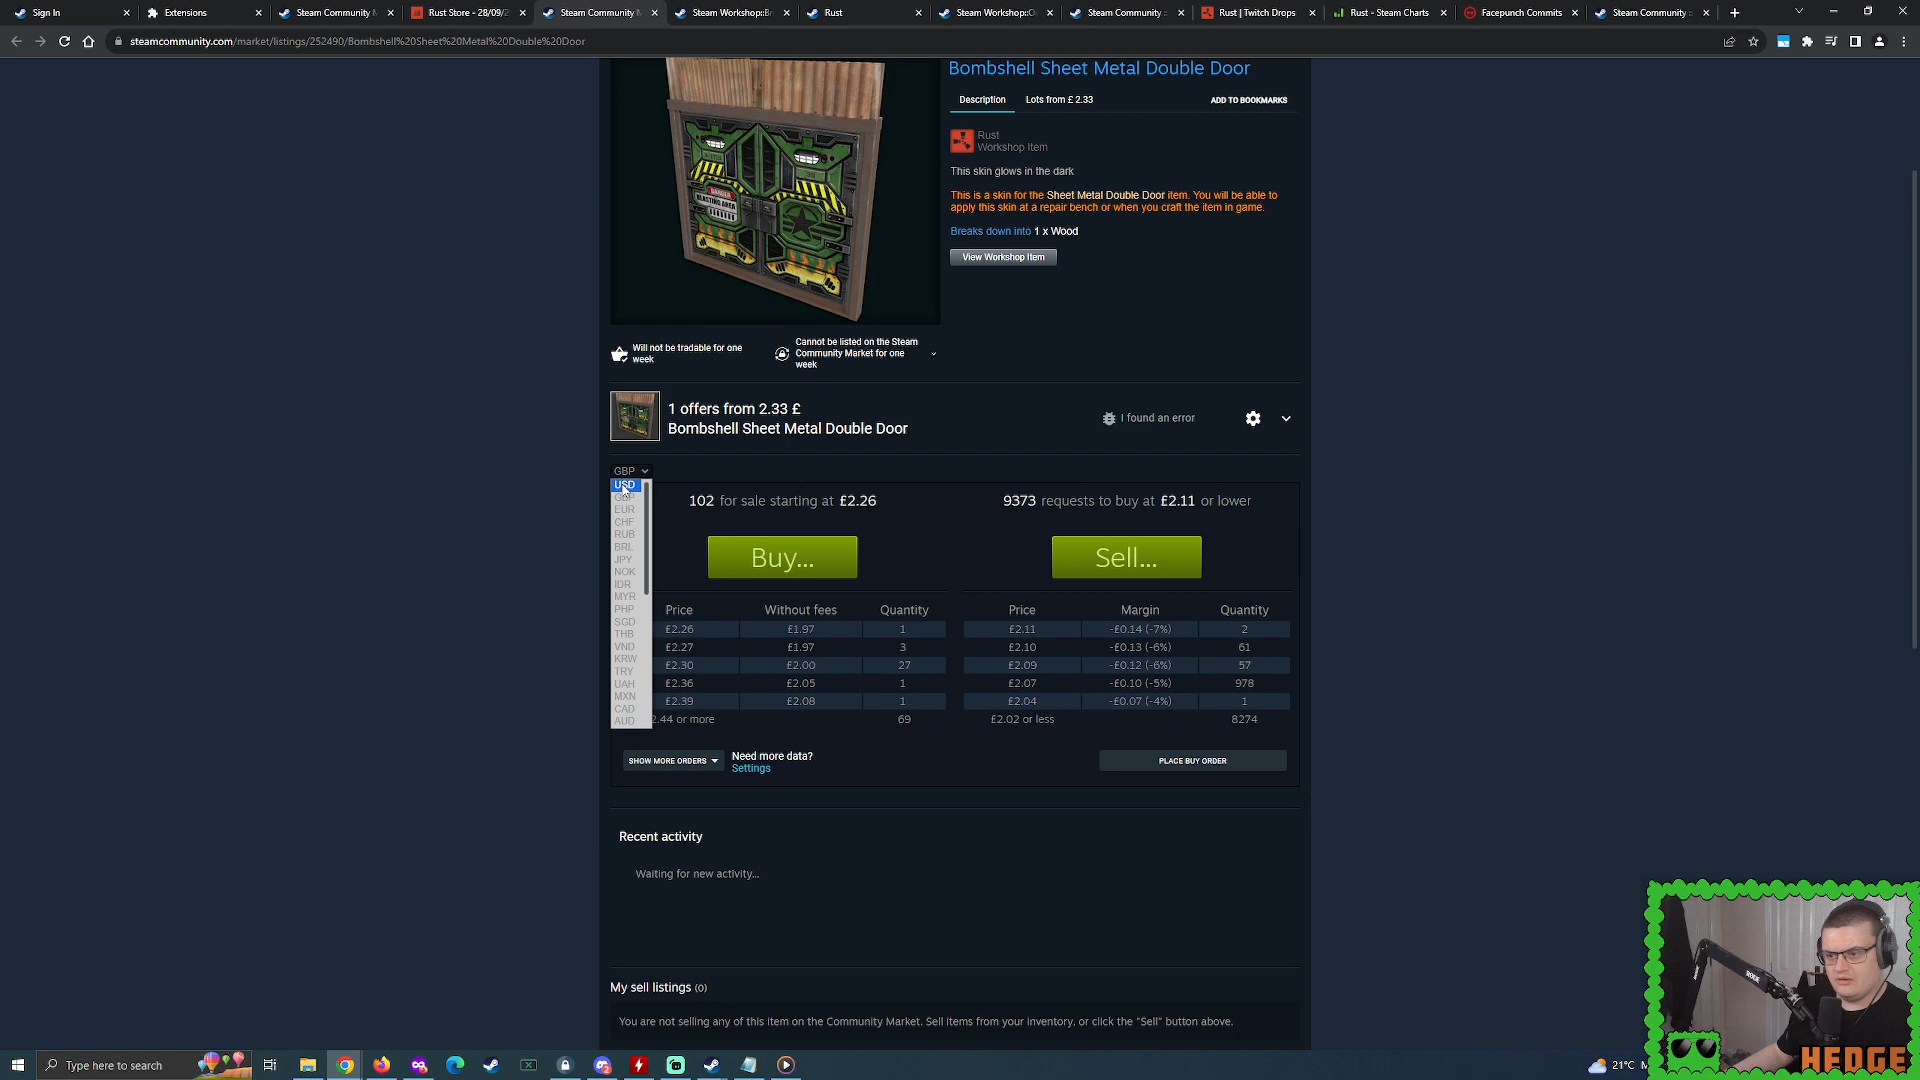 Sign In
Extensions
Steam Community M
Rust Store - 28/09/2
Steam Community M
Steam Workshop::Br
Rust
Steam Workshop::O
Steam Community ::
Rust | Twitch Drops
Rust - Steam Charts
Facepunch Commits
Steam Community ::
steamcommunity.com/market/listings/252490/Bombshell%20Sheet%20Metal%20Double%20Door
Bombshell Sheet Metal Double Door
Description
Lots from £ 2.33
ADD TO BOOKMARKS
Rust
Workshop Item
This skin glows in the dark
This is a skin for the Sheet Metal Double Door item. You will be able to
apply this skin at a repair bench or when you craft the item in game.
Breaks down into 1 x Wood
View Workshop Item
DANGER
BLASTING AREA
Will not be tradable for one
week
Cannot be listed on the Steam
Community Market for one
week
1 offers from 2.33 £
Bombshell Sheet Metal Double Door
I found an error
GBP
USD
GBP
EUR
CHF
RUB
BRL
JPY
NOK
IDR
MYR
PHP
SGD
THB
VND
KRW
TRY
UAH
MXN
CAD
AUD
102 for sale starting at £2.26
9373 requests to buy at £2.11 or lower
Buy...
Sell...
Price Without fees Quantity
£2.26 £1.97 1
£2.27 £1.97 3
£2.30 £2.00 27
£2.36 £2.05 1
£2.39 £2.08 1
2.44 or more 69
Price Margin Quantity
£2.11 -£0.14 (-7%) 2
£2.10 -£0.13 (-6%) 61
£2.09 -£0.12 (-6%) 57
£2.07 -£0.10 (-5%) 978
£2.04 -£0.07 (-4%) 1
£2.02 or less 8274
SHOW MORE ORDERS
Need more data?
Settings
PLACE BUY ORDER
Recent activity
Waiting for new activity...
My sell listings (0)
You are not selling any of this item on the Community Market. Sell items from your inventory, or click the "Sell" button above.
RODE
HEDGE
Type here to search
21°C